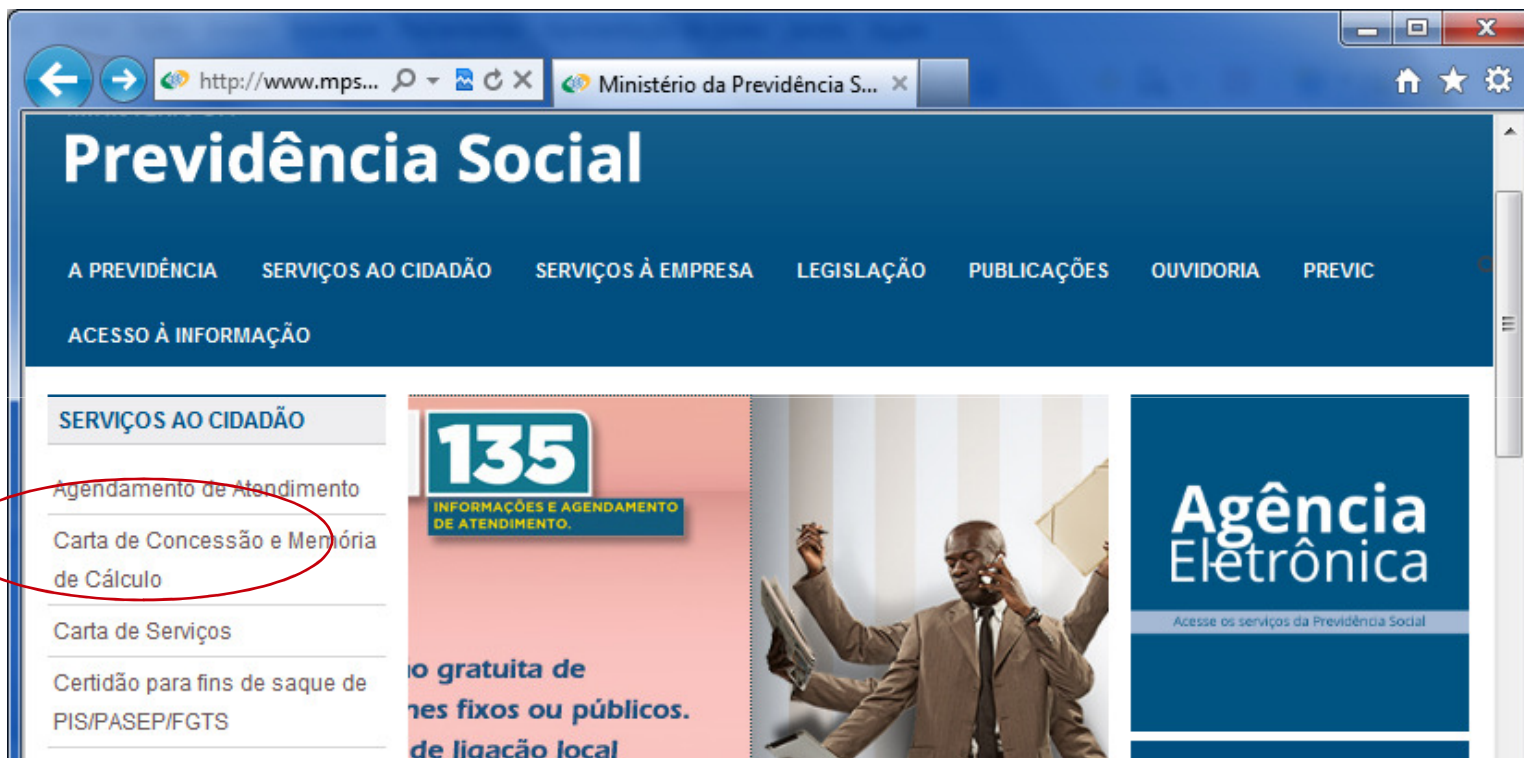 http://www.mps...
Ministério da Previdência S...
Previdência Social
A PREVIDÊNCIA SERVIÇOS AO CIDADÃO SERVIÇOS À EMPRESA LEGISLAÇÃO PUBLICAÇÕES OUVIDORIA PREVIC
ACESSO À INFORMAÇÃO
SERVIÇOS AO CIDADÃO
Agendamento de Atendimento
Carta de Concessão e Memória
de Cálculo
Carta de Serviços
Certidão para fins de saque de
PIS/PASEP/FGTS
135
INFORMAÇÕES E AGENDAMENTO
DE ATENDIMENTO.
gratuita de
fixos ou públicos.
de ligação local
Agência
Eletrônica
Acesse os serviços da Previdência Social